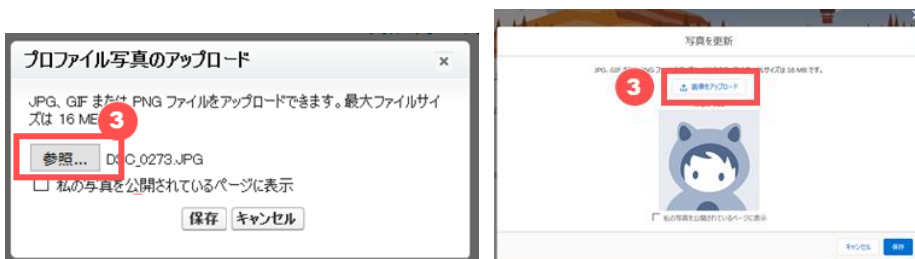 プロファイル写真のアップロード
×
JPG、GIF または PNG ファイルをアップロードできます。最大ファイルサイ
ズは 16 ME
3
参照... DSC_0273.JPG
私の写真を公開されているページに表示
保存 キャンセル
写真を更新
JPG、GIF
サイズは 16 MB です。
3
画像をアップロード
私の写真を公開されているページに表示
キャンセル 保存